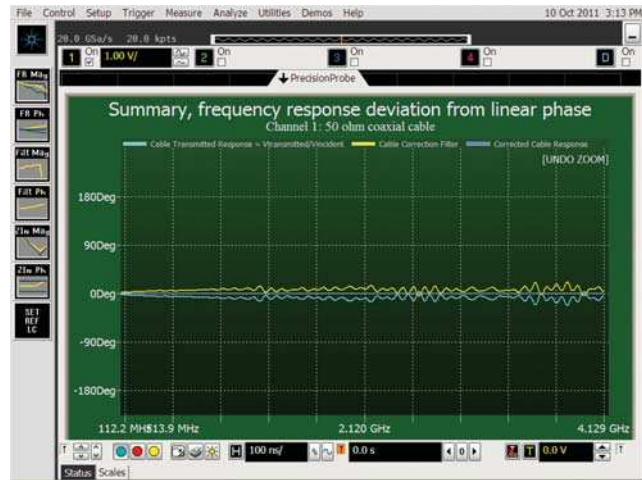 File Control Setup Trigger Measure Analyze Utilities Demos Help 10 Oct 2011 3:13 PM
20.0 GSa/s 20.0 kpts
1 On 1.00 V/ 2 On 3 On 4 On D On
PrecisionProbe
FR Mag
FR Ph
Filt Mag
Filt Ph
ZIn Mag
ZIn Ph
SET
REF
LC
Summary, frequency response deviation from linear phase
Channel 1: 50 ohm coaxial cable
Cable Transmitted Response = Vtransmitted/Vincident Cable Correction Filter Corrected Cable Response
[UNDO ZOOM]
180Deg
90Deg
0Deg
-90Deg
-180Deg
112.2 MHz 513.9 MHz 2.120 GHz 4.129 GHz
H 100 ns/ T 0.0 s 0 T 0.0 V
Status Scales